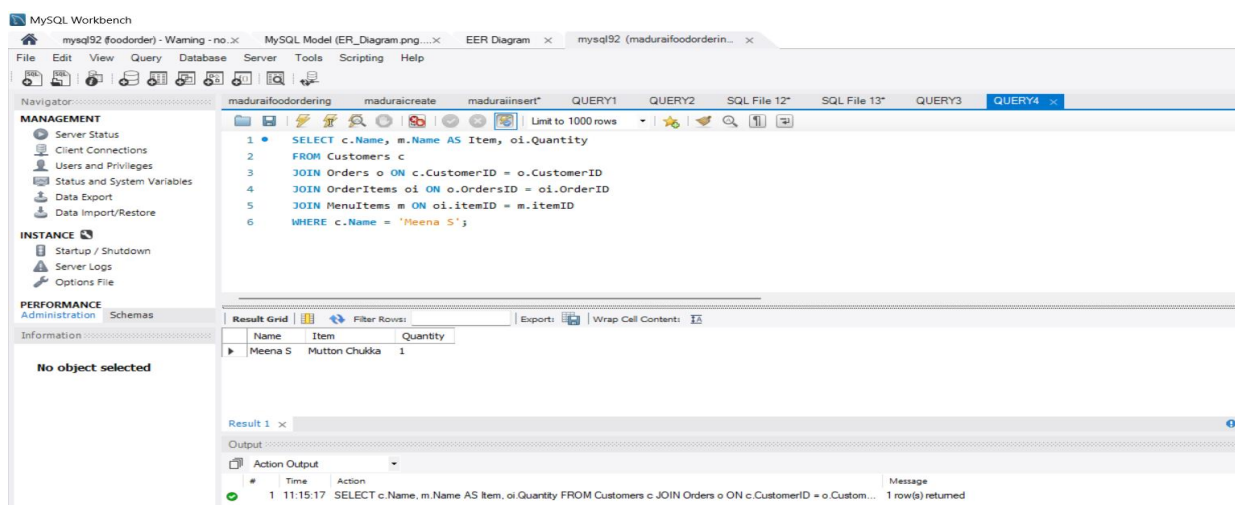 MySQL Workbench
mysql92 (foodorder) - Warning - no... MySQL Model (ER_Diagram.png.... EER Diagram mysql92 (maduraifoodorderin...
File Edit View Query Database Server Tools Scripting Help
Navigator maduraifoodordering maduraicreate maduraiinsert* QUERY1 QUERY2 SQL File 12* SQL File 13* QUERY3 QUERY4
MANAGEMENT
Server Status
Client Connections
Users and Privileges
Status and System Variables
Data Export
Data Import/Restore
INSTANCE
Startup / Shutdown
Server Logs
Options File
PERFORMANCE
Administration Schemas
Information
No object selected
Limit to 1000 rows
1 SELECT c.Name, m.Name AS Item, oi.Quantity
2 FROM Customers c
3 JOIN Orders o ON c.CustomerID = o.CustomerID
4 JOIN OrderItems oi ON o.OrdersID = oi.OrderID
5 JOIN MenuItems m ON oi.itemID = m.itemID
6 WHERE c.Name = 'Meena S';
Result Grid Filter Rows: Export: Wrap Cell Content:
Name Item Quantity
Meena S Mutton Chukka 1
Result 1
Output
Action Output
# Time Action Message
1 11:15:17 SELECT c.Name, m.Name AS Item, oi.Quantity FROM Customers c JOIN Orders o ON c.CustomerID = o.Custom... 1 row(s) returned